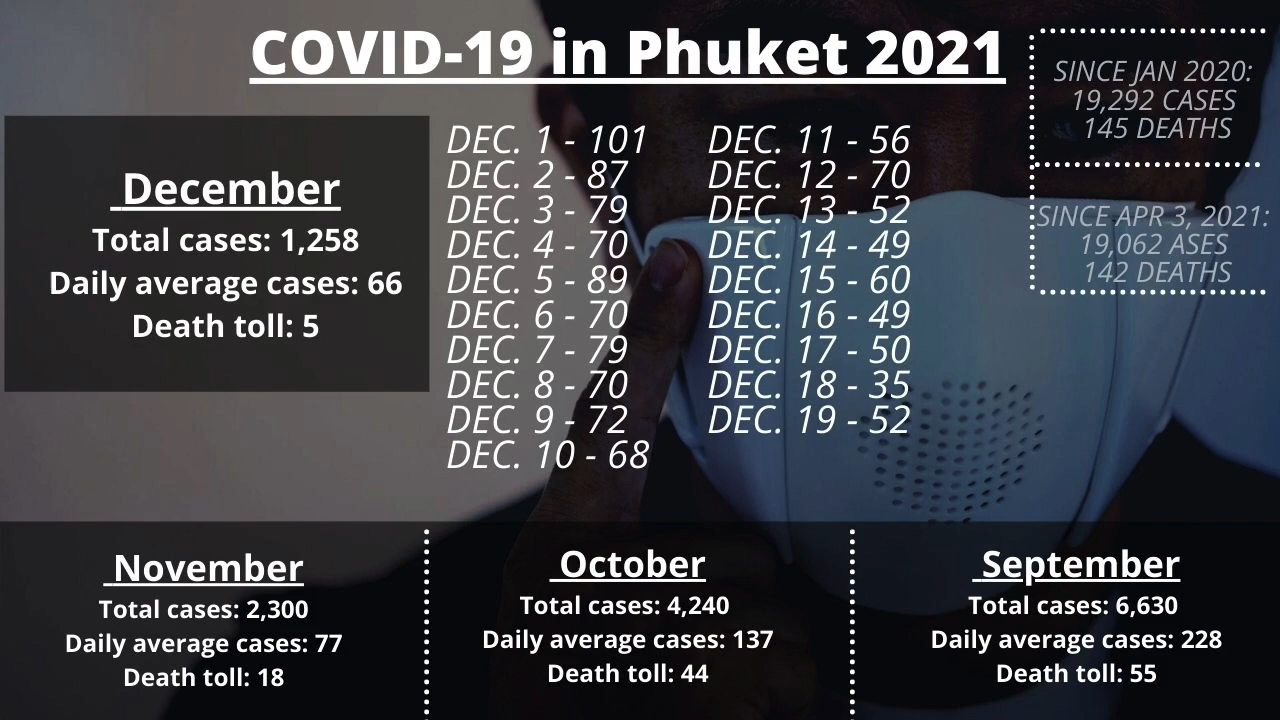 COVID-19 in Phuket 2021
SINCE JAN 2020:
19,292 CASES
145 DEATHS
SINCE APR 3, 2021:
19,062 ASES
142 DEATHS
December
Total cases: 1,258
Daily average cases: 66
Death toll: 5
DEC. 1 - 101
DEC. 2 - 87
DEC. 3 - 79
DEC. 4 - 70
DEC. 5 - 89
DEC. 6 - 70
DEC. 7 - 79
DEC. 8 - 70
DEC. 9 - 72
DEC. 10 - 68
DEC. 11 - 56
DEC. 12 - 70
DEC. 13 - 52
DEC. 14 - 49
DEC. 15 - 60
DEC. 16 - 49
DEC. 17 - 50
DEC. 18 - 35
DEC. 19 - 52
November
Total cases: 2,300
Daily average cases: 77
Death toll: 18
October
Total cases: 4,240
Daily average cases: 137
Death toll: 44
September
Total cases: 6,630
Daily average cases: 228
Death toll: 55